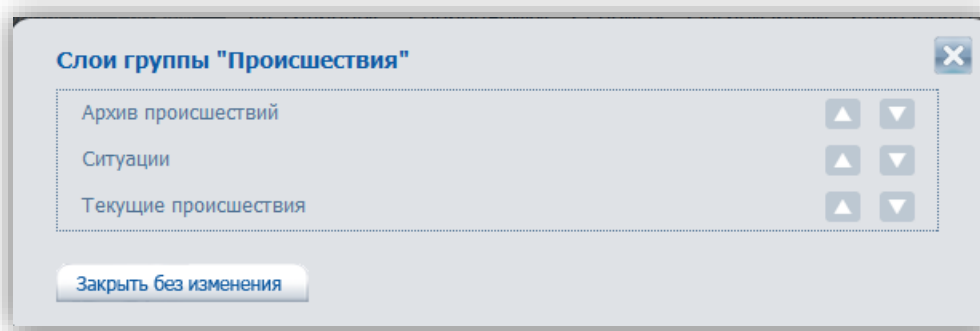 Слои группы "Происшествия"
Архив происшествий
Ситуации
Текущие происшествия
Закрыть без изменения